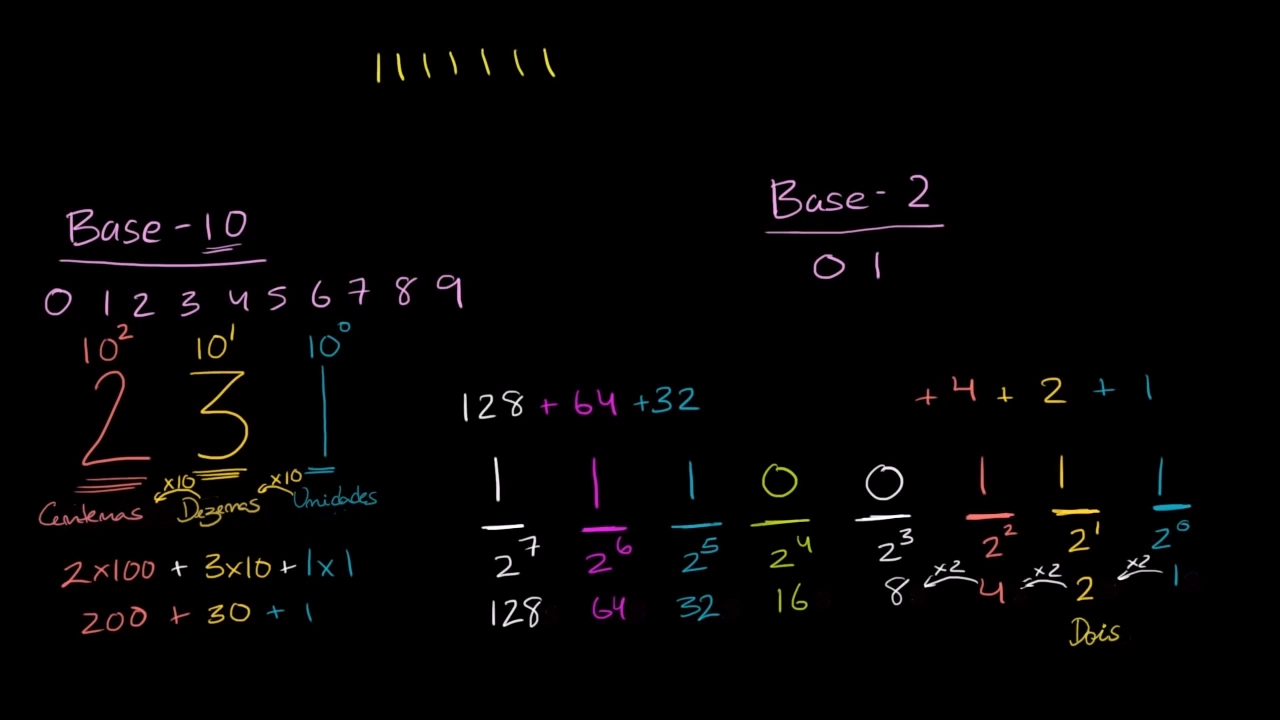 | | | | | | |
Base-10
0 1 2 3 4 5 6 7 8 9
10² 10¹ 10⁰
2 3 1
x10 x10
Centenas Dezenas Unidades
2x100 + 3x10 + 1x1
200 + 30 + 1
Base-2
0 1
128 + 64 + 32 + 4 + 2 + 1
1 1 1 0 0 1 1 1
2⁷ 2⁶ 2⁵ 2⁴ 2³ 2² 2¹ 2⁰
x2 x2 x2
128 64 32 16 8 4 2 1
Dois